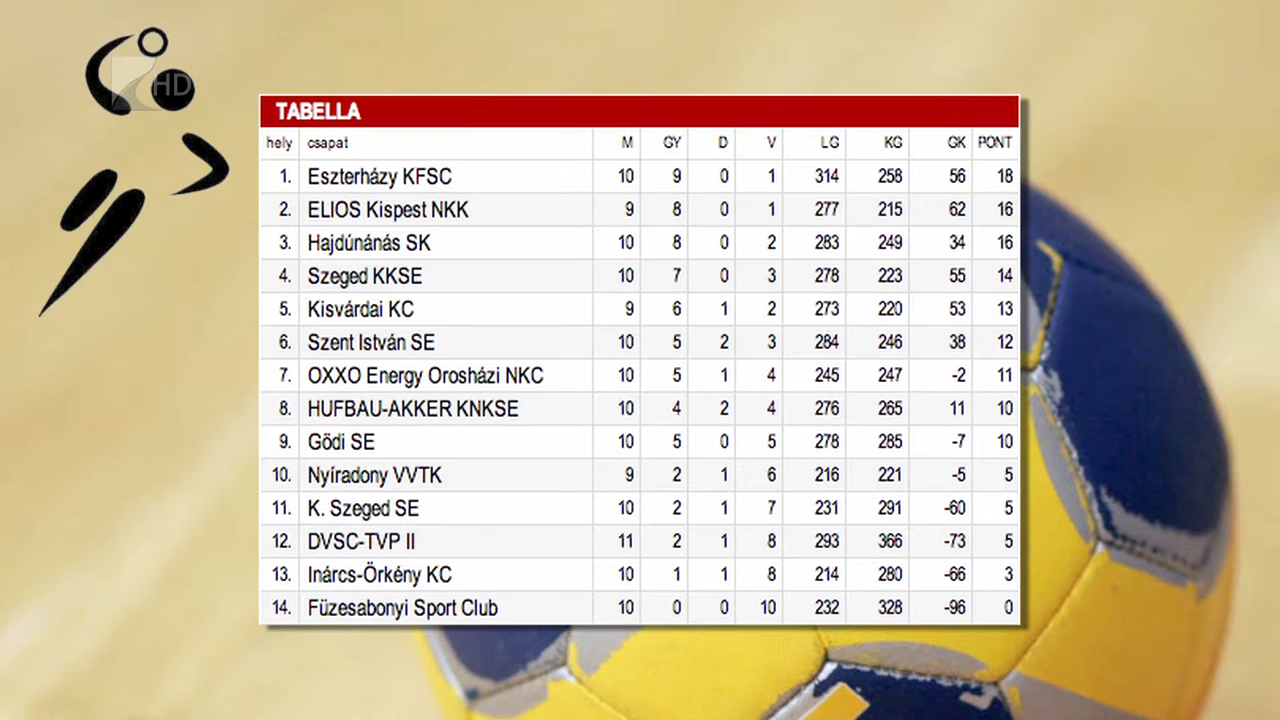 HD
TABELLA
hely csapat M GY D V LG KG GK PONT
1. Eszterházy KFSC 10 9 0 1 314 258 56 18
2. ELIOS Kispest NKK 9 8 0 1 277 215 62 16
3. Hajdúnánás SK 10 8 0 2 283 249 34 16
4. Szeged KKSE 10 7 0 3 278 223 55 14
5. Kisvárdai KC 9 6 1 2 273 220 53 13
6. Szent István SE 10 5 2 3 284 246 38 12
7. OXXO Energy Orosházi NKC 10 5 1 4 245 247 -2 11
8. HUFBAU-AKKER KNKSE 10 4 2 4 276 265 11 10
9. Gödi SE 10 5 0 5 278 285 -7 10
10. Nyíradony VVTK 9 2 1 6 216 221 -5 5
11. K. Szeged SE 10 2 1 7 231 291 -60 5
12. DVSC-TVP II 11 2 1 8 293 366 -73 5
13. Inárcs-Örkény KC 10 1 1 8 214 280 -66 3
14. Füzesabonyi Sport Club 10 0 0 10 232 328 -96 0